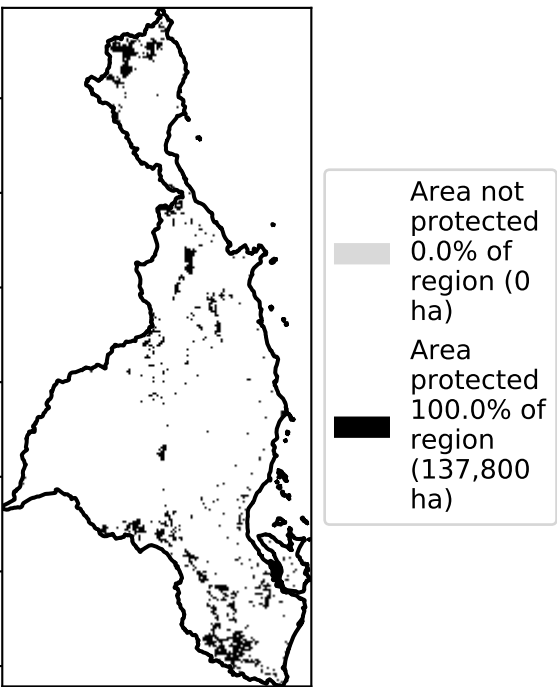 Area not
protected
0.0% of
region (0
ha)
Area
protected
100.0% of
region
(137,800
ha)